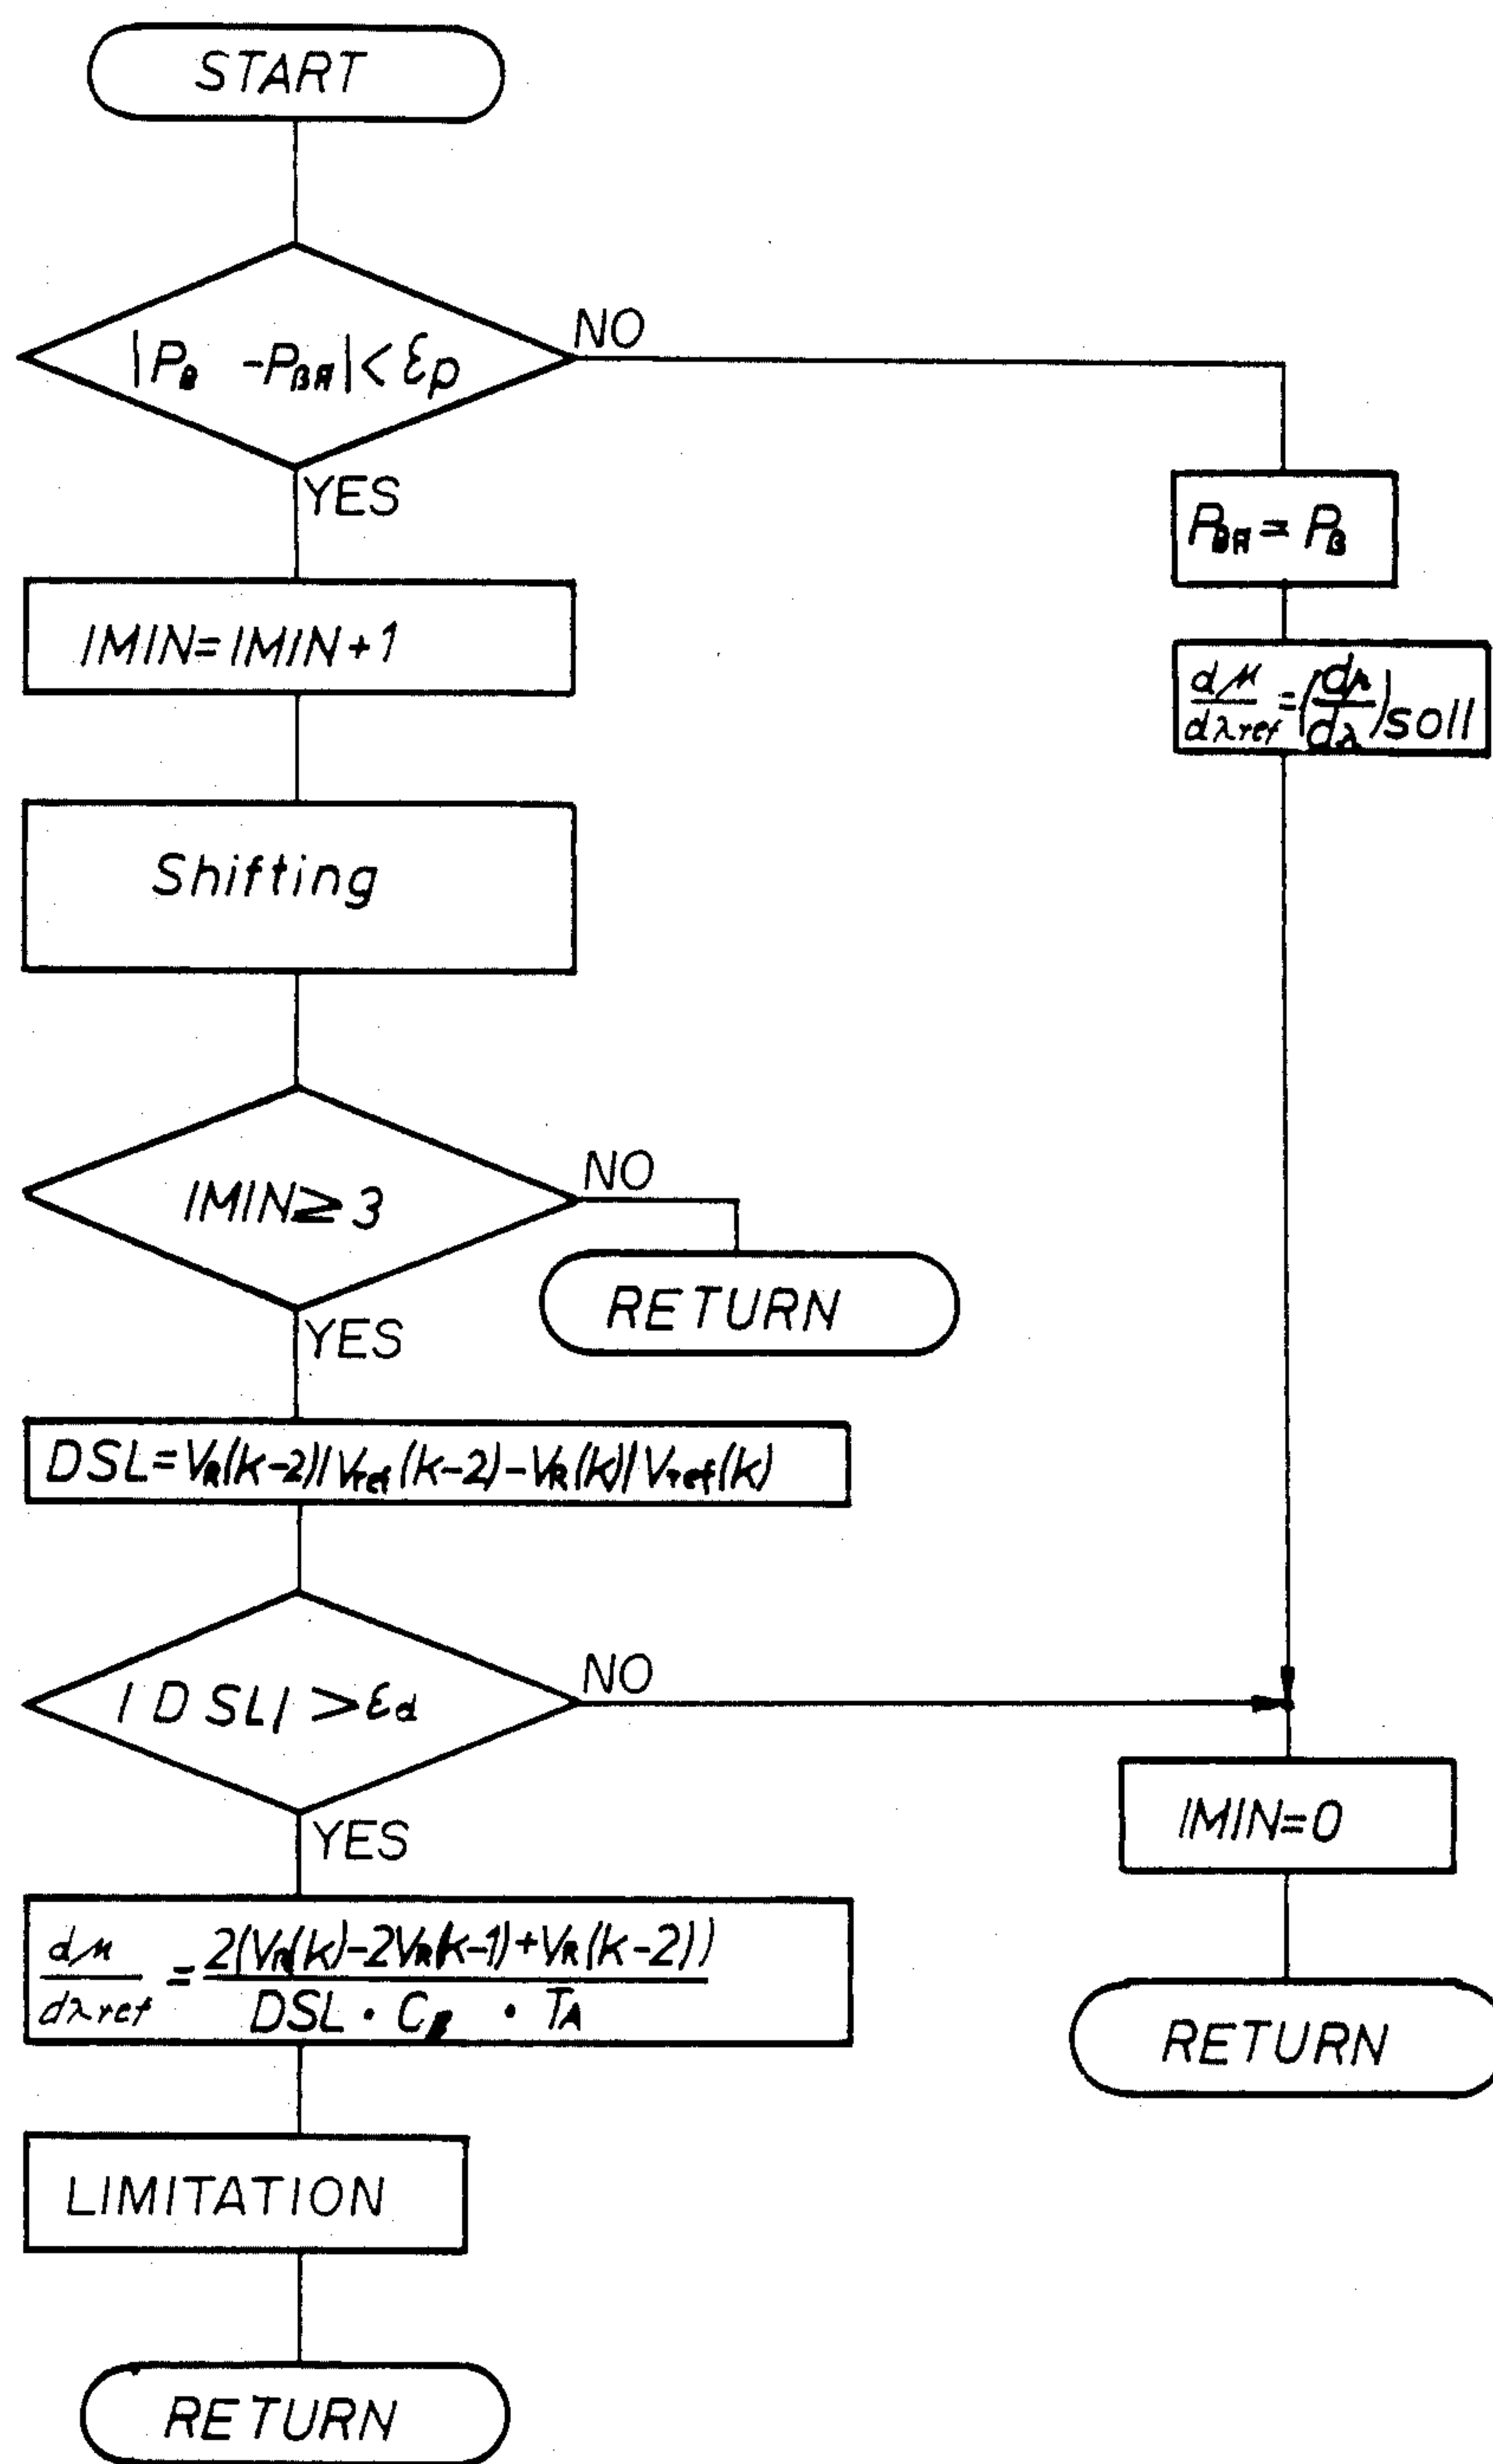 START
|P_B -P_BA|<ε_p
NO
YES
P_BA = P_B
IMIN=IMIN+1
dμ/dλref = (dμ/dλ)soll
Shifting
IMIN≥3
NO
RETURN
YES
DSL=V_R(k-2)/V_ref(k-2)-V_R(k)/V_ref(k)
|DSL|>ε_d
NO
YES
IMIN=0
dμ/dλref = 2(V_R(k)-2V_R(k-1)+V_R(k-2))
DSL · C_B · T_A
RETURN
LIMITATION
RETURN